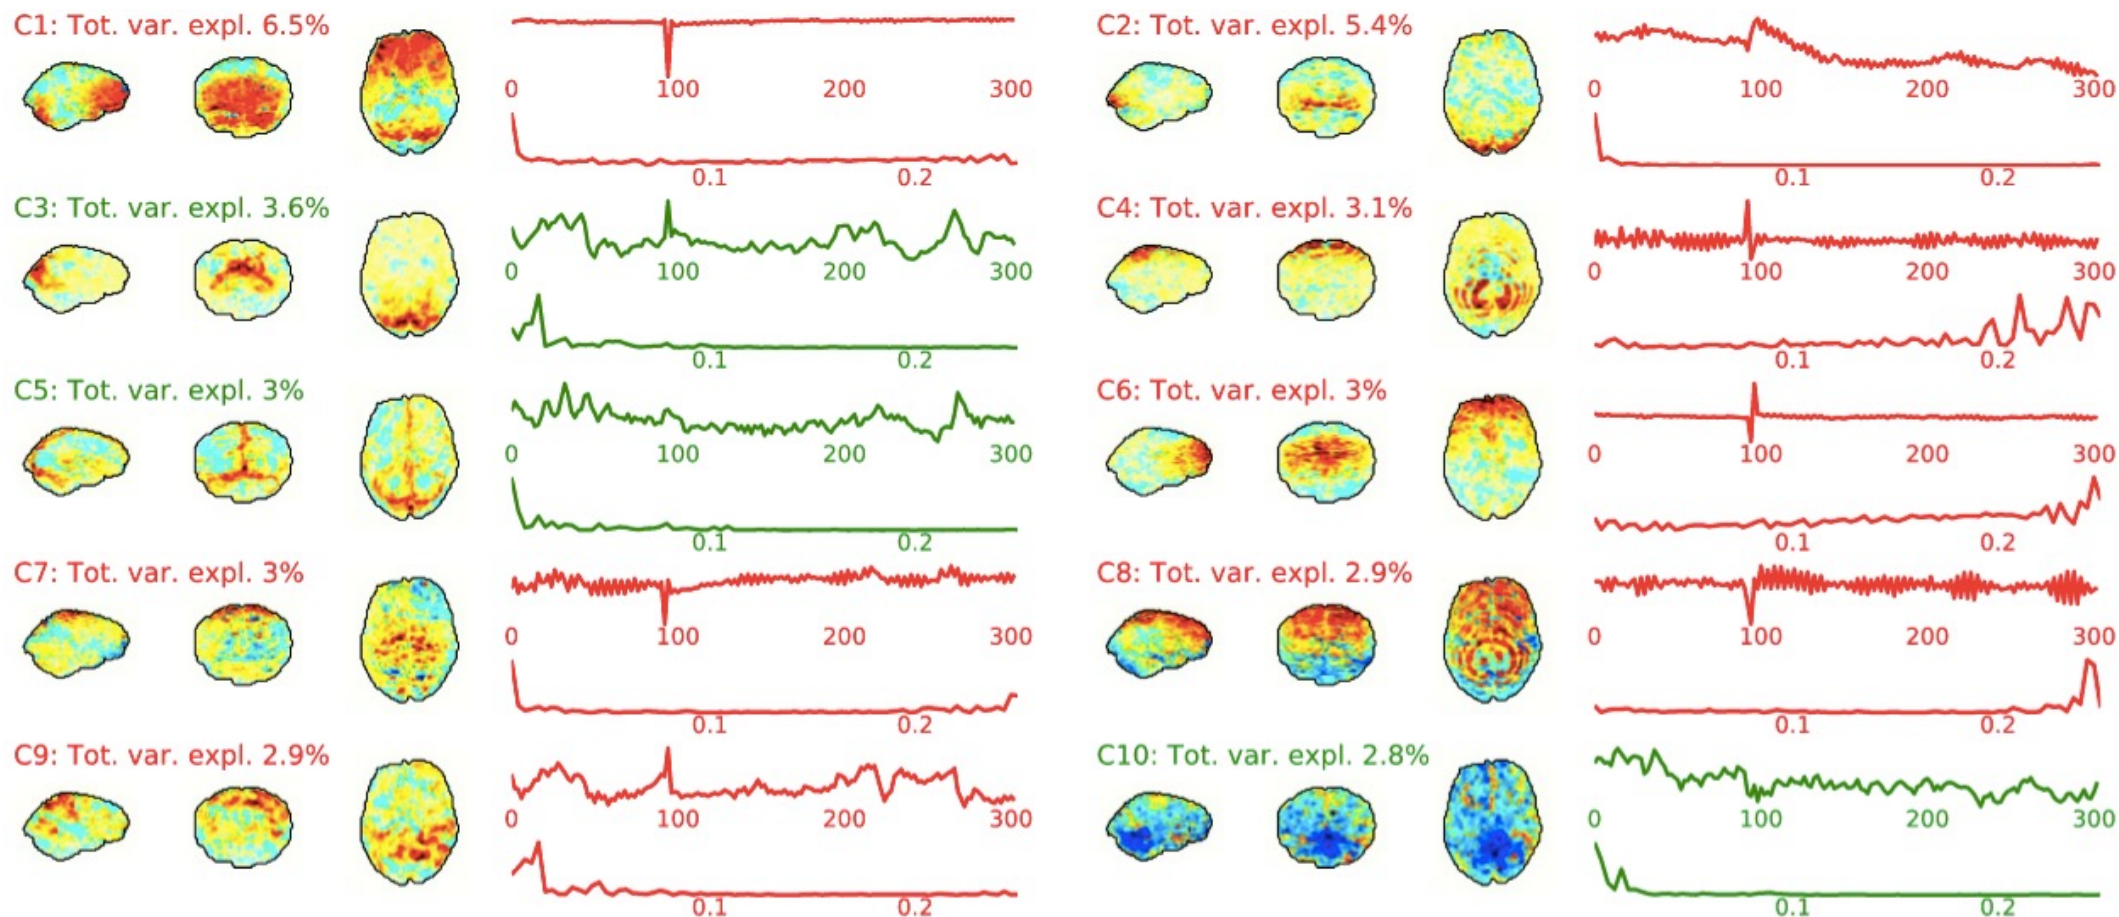 C1: Tot. var. expl. 6.5%
0 100 200 300
0.1 0.2
C2: Tot. var. expl. 5.4%
0 100 200 300
0.1 0.2
C3: Tot. var. expl. 3.6%
0 100 200 300
0.1 0.2
C4: Tot. var. expl. 3.1%
0 100 200 300
0.1 0.2
C5: Tot. var. expl. 3%
0 100 200 300
0.1 0.2
C6: Tot. var. expl. 3%
0 100 200 300
0.1 0.2
C7: Tot. var. expl. 3%
0 100 200 300
0.1 0.2
C8: Tot. var. expl. 2.9%
0 100 200 300
0.1 0.2
C9: Tot. var. expl. 2.9%
0 100 200 300
0.1 0.2
C10: Tot. var. expl. 2.8%
0 100 200 300
0.1 0.2